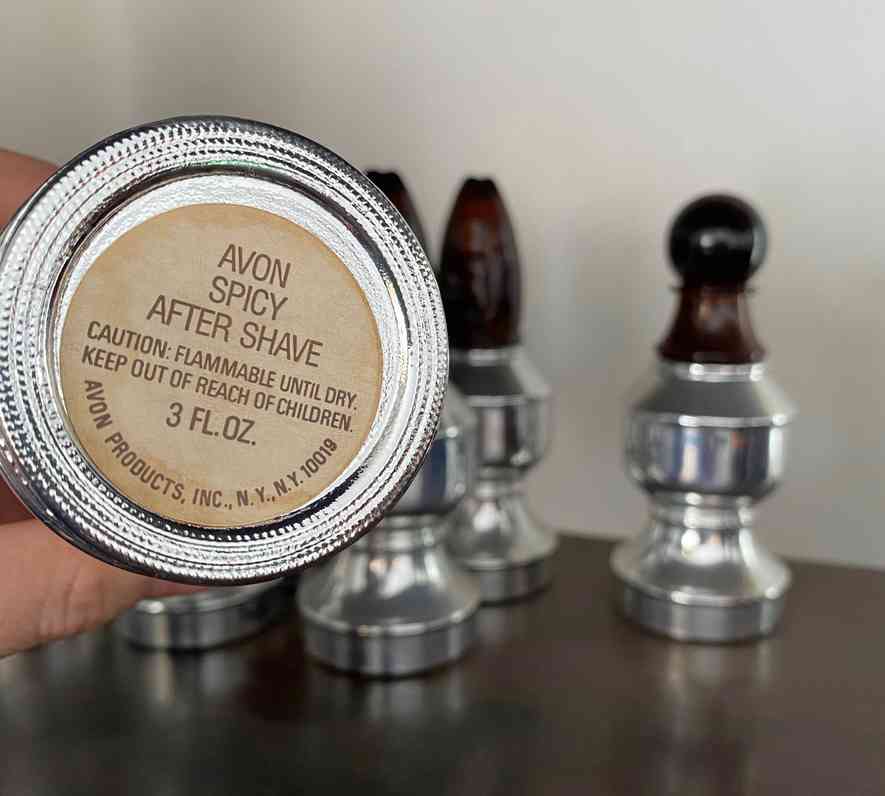 AVON
SPICY
AFTER SHAVE
CAUTION: FLAMMABLE UNTIL DRY.
KEEP OUT OF REACH OF CHILDREN.
3 FL.OZ.
AVON PRODUCTS, INC., N.Y., N.Y. 10019